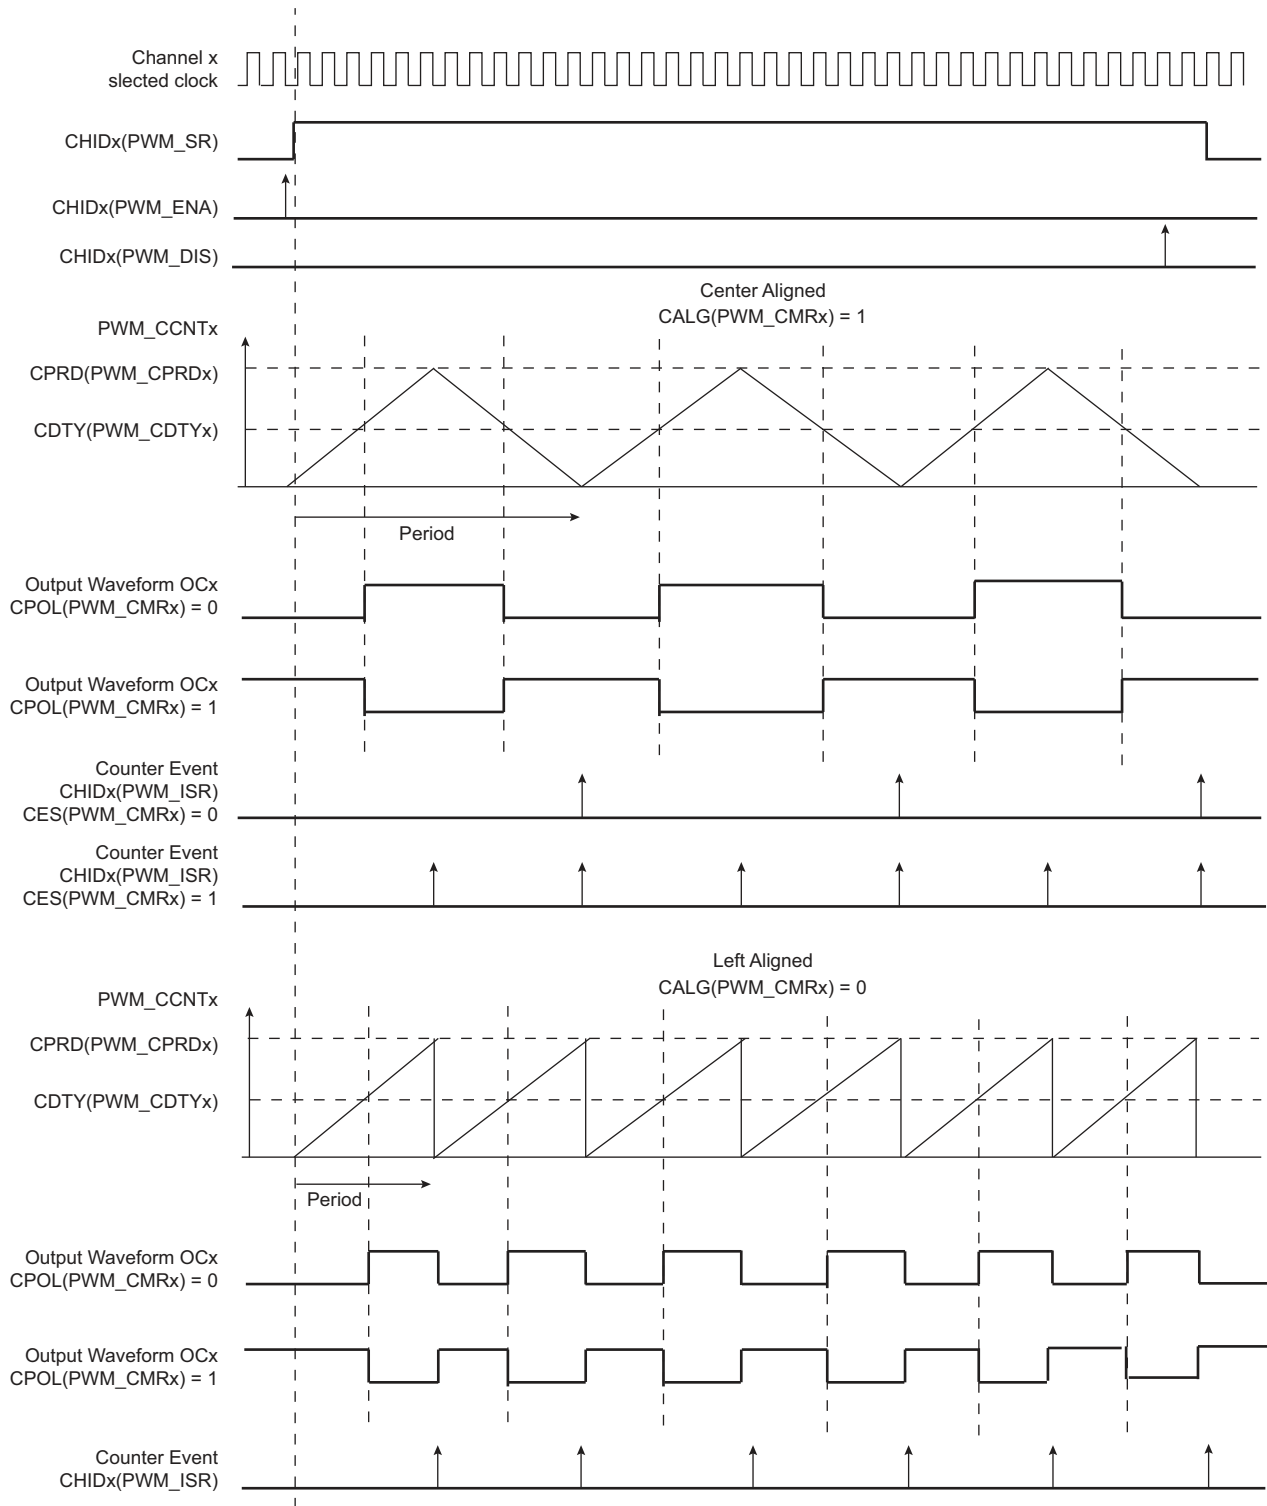 Channel x
slected clock
CHIDx(PWM_SR)
CHIDx(PWM_ENA)
CHIDx(PWM_DIS)
Center Aligned
CALG(PWM_CMRx) = 1
PWM_CCNTx
CPRD(PWM_CPRDx)
CDTY(PWM_CDTYx)
Period
Output Waveform OCx
CPOL(PWM_CMRx) = 0
Output Waveform OCx
CPOL(PWM_CMRx) = 1
Counter Event
CHIDx(PWM_ISR)
CES(PWM_CMRx) = 0
Counter Event
CHIDx(PWM_ISR)
CES(PWM_CMRx) = 1
Left Aligned
CALG(PWM_CMRx) = 0
PWM_CCNTx
CPRD(PWM_CPRDx)
CDTY(PWM_CDTYx)
Period
Output Waveform OCx
CPOL(PWM_CMRx) = 0
Output Waveform OCx
CPOL(PWM_CMRx) = 1
Counter Event
CHIDx(PWM_ISR)